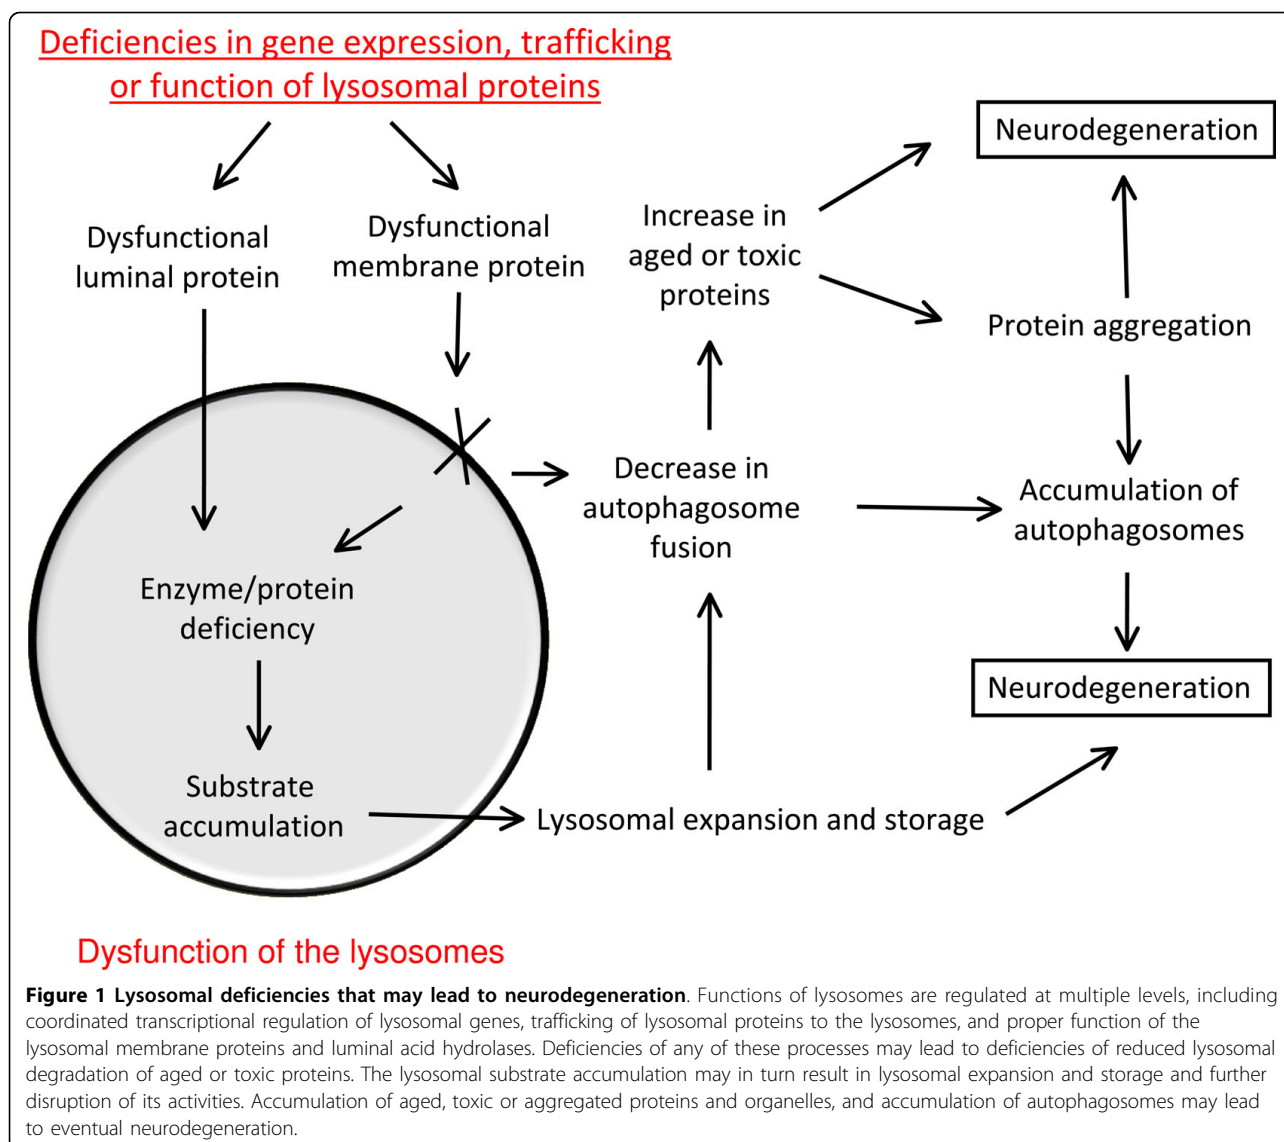 Deficiencies in gene expression, trafficking
or function of lysosomal proteins
Dysfunctional
luminal protein
Dysfunctional
membrane protein
Enzyme/protein
deficiency
Substrate
accumulation
Increase in
aged or toxic
proteins
Decrease in
autophagosome
fusion
Lysosomal expansion and storage
Neurodegeneration
Protein aggregation
Accumulation of
autophagosomes
Neurodegeneration
Dysfunction of the lysosomes
Figure 1 Lysosomal deficiencies that may lead to neurodegeneration. Functions of lysosomes are regulated at multiple levels, including
coordinated transcriptional regulation of lysosomal genes, trafficking of lysosomal proteins to the lysosomes, and proper function of the
lysosomal membrane proteins and luminal acid hydrolases. Deficiencies of any of these processes may lead to deficiencies of reduced lysosomal
degradation of aged or toxic proteins. The lysosomal substrate accumulation may in turn result in lysosomal expansion and storage and further
disruption of its activities. Accumulation of aged, toxic or aggregated proteins and organelles, and accumulation of autophagosomes may lead
to eventual neurodegeneration.